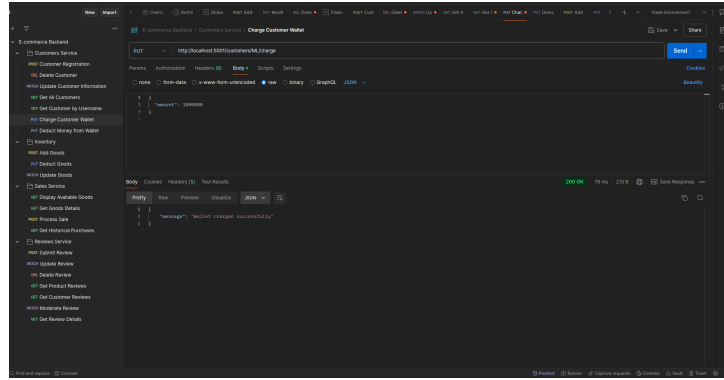 New Import
E-commerce Backend / Customers Service / Charge Customer Wallet
Save Share
PUT http://localhost:5001/customers/ML/charge Send
Params Authorization Headers (8) Body Scripts Settings Cookies
none form-data x-www-form-urlencoded raw binary GraphQL JSON Beautify
1 {
2 "amount": 1000000
3 }
Body Cookies Headers (5) Test Results
200 OK 79 ms 213 B Save Response
Pretty Raw Preview Visualize JSON
1 {
2 "message": "Wallet charged successfully"
3 }
E-commerce Backend
Customers Service
POST Customer Registration
DEL Delete Customer
PATCH Update Customer Information
GET Get All Customers
GET Get Customer by Username
PUT Charge Customer Wallet
PUT Deduct Money from Wallet
Inventory
POST Add Goods
PUT Deduct Goods
PATCH Update Goods
Sales Service
GET Display Available Goods
GET Get Goods Details
POST Process Sale
GET Get Historical Purchases
Reviews Service
POST Submit Review
PATCH Update Review
DEL Delete Review
GET Get Product Reviews
GET Get Customer Reviews
PATCH Moderate Review
GET Get Review Details
Find and replace Console
Postbot Runner Capture requests Cookies Vault Trash